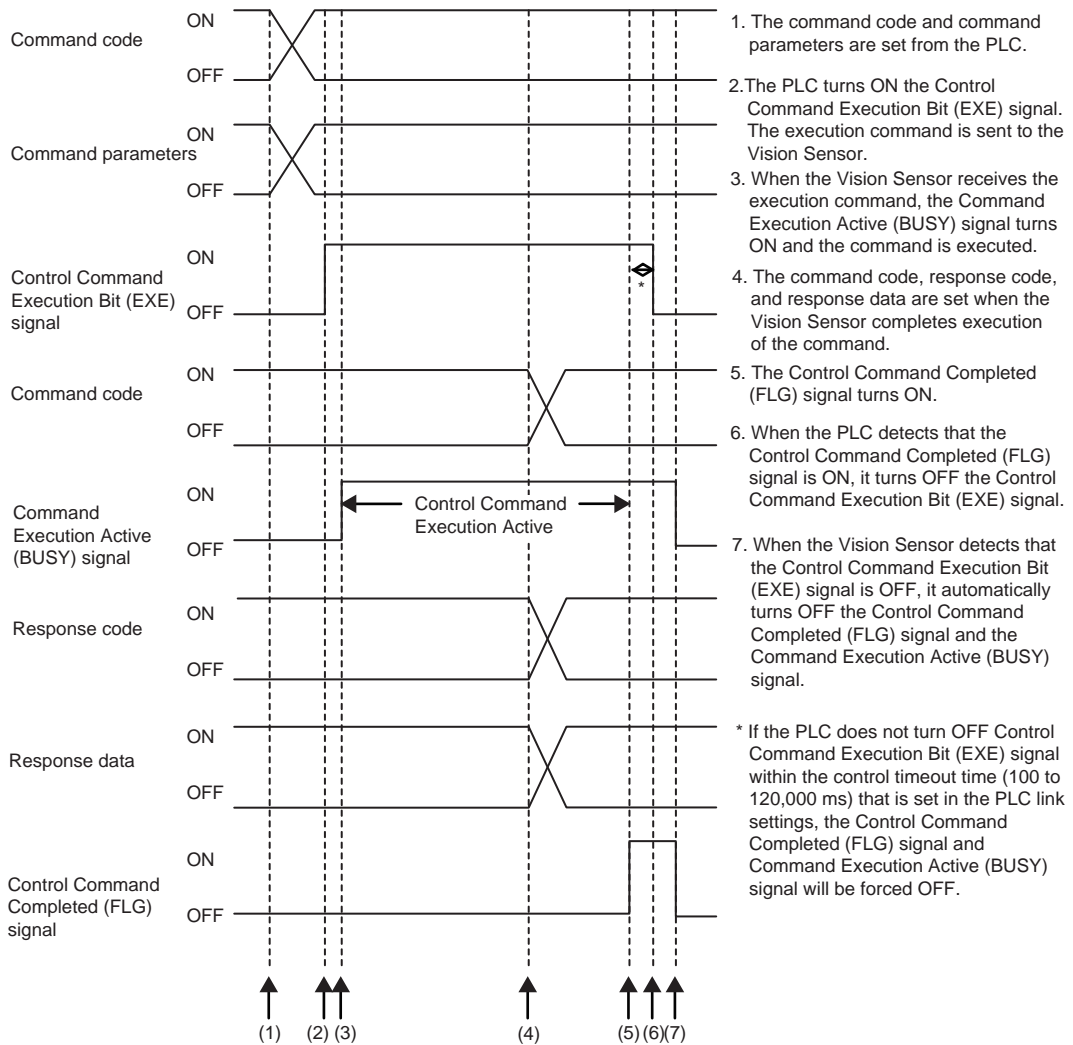 Command code
ON
OFF
Command parameters
ON
OFF
Control Command
Execution Bit (EXE)
signal
ON
OFF
*
Command code
ON
OFF
Command
Execution Active
(BUSY) signal
ON
OFF
Control Command
Execution Active
Response code
ON
OFF
Response data
ON
OFF
Control Command
Completed (FLG)
signal
ON
OFF
(1)
(2)
(3)
(4)
(5)
(6)
(7)
1. The command code and command
parameters are set from the PLC.
2.The PLC turns ON the Control
Command Execution Bit (EXE) signal.
The execution command is sent to the
Vision Sensor.
3. When the Vision Sensor receives the
execution command, the Command
Execution Active (BUSY) signal turns
ON and the command is executed.
4. The command code, response code,
and response data are set when the
Vision Sensor completes execution
of the command.
5. The Control Command Completed
(FLG) signal turns ON.
6. When the PLC detects that the
Control Command Completed (FLG)
signal is ON, it turns OFF the Control
Command Execution Bit (EXE) signal.
7. When the Vision Sensor detects that
the Control Command Execution Bit
(EXE) signal is OFF, it automatically
turns OFF the Control Command
Completed (FLG) signal and the
Command Execution Active (BUSY)
signal.
* If the PLC does not turn OFF Control
Command Execution Bit (EXE) signal
within the control timeout time (100 to
120,000 ms) that is set in the PLC link
settings, the Control Command
Completed (FLG) signal and
Command Execution Active (BUSY)
signal will be forced OFF.